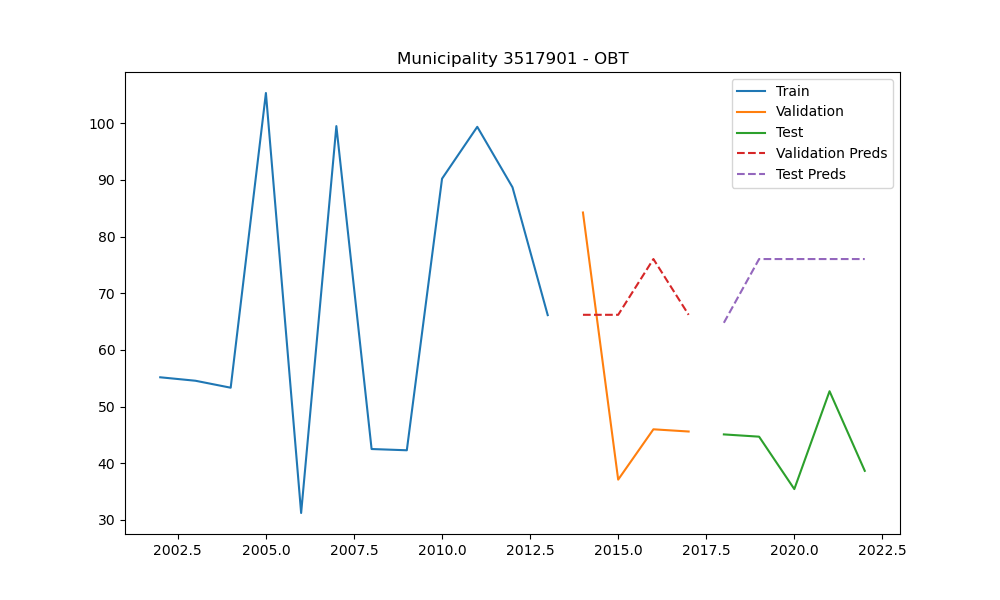 Municipality 3517901 - OBT
Train
Validation
Test
Validation Preds
Test Preds
100
90
80
70
60
50
40
30
2002.5 2005.0 2007.5 2010.0 2012.5 2015.0 2017.5 2020.0 2022.5